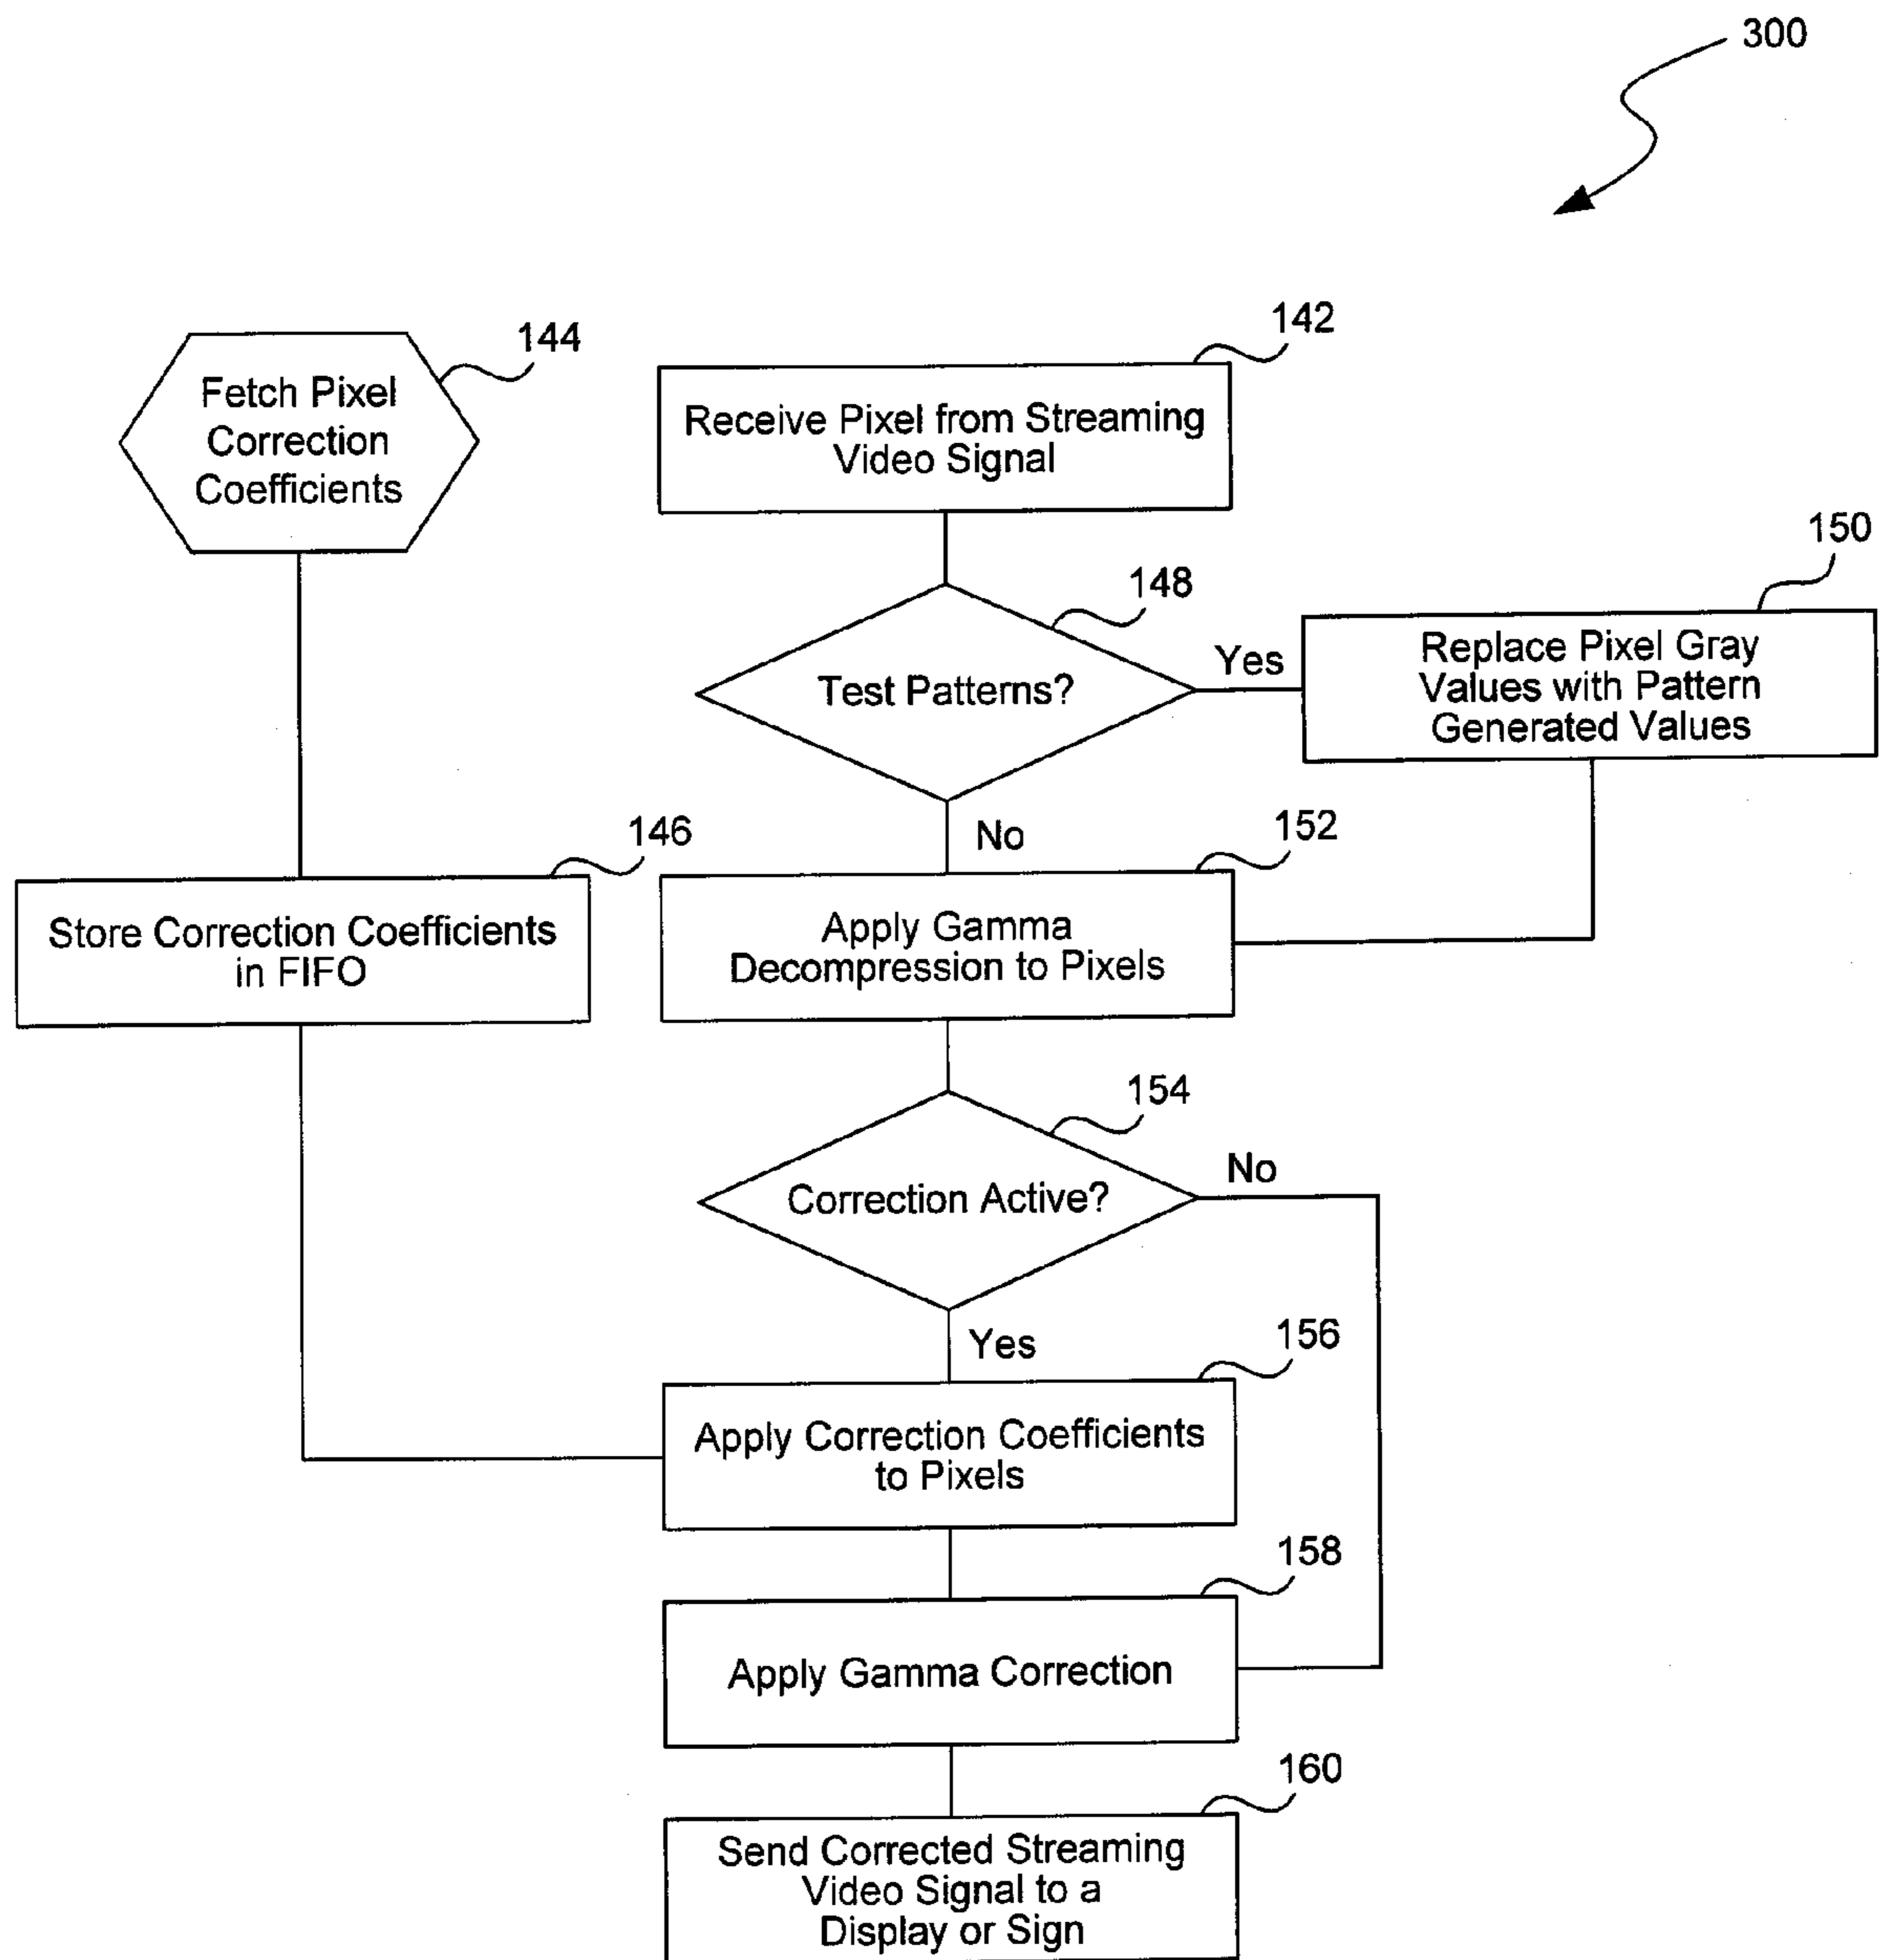 300
144
Fetch Pixel
Correction
Coefficients
142
Receive Pixel from Streaming
Video Signal
148
Test Patterns?
Yes
150
Replace Pixel Gray
Values with Pattern
Generated Values
No
146
Store Correction Coefficients
in FIFO
152
Apply Gamma
Decompression to Pixels
154
Correction Active?
No
Yes
156
Apply Correction Coefficients
to Pixels
158
Apply Gamma Correction
160
Send Corrected Streaming
Video Signal to a
Display or Sign